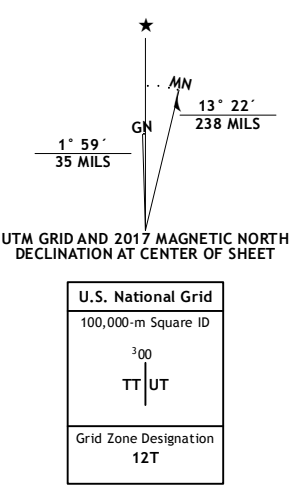 ★
MN
13° 22´
238 MILS
GN
1° 59´
35 MILS
UTM GRID AND 2017 MAGNETIC NORTH
DECLINATION AT CENTER OF SHEET
U.S. National Grid
100,000-m Square ID
³00
TT UT
Grid Zone Designation
12T